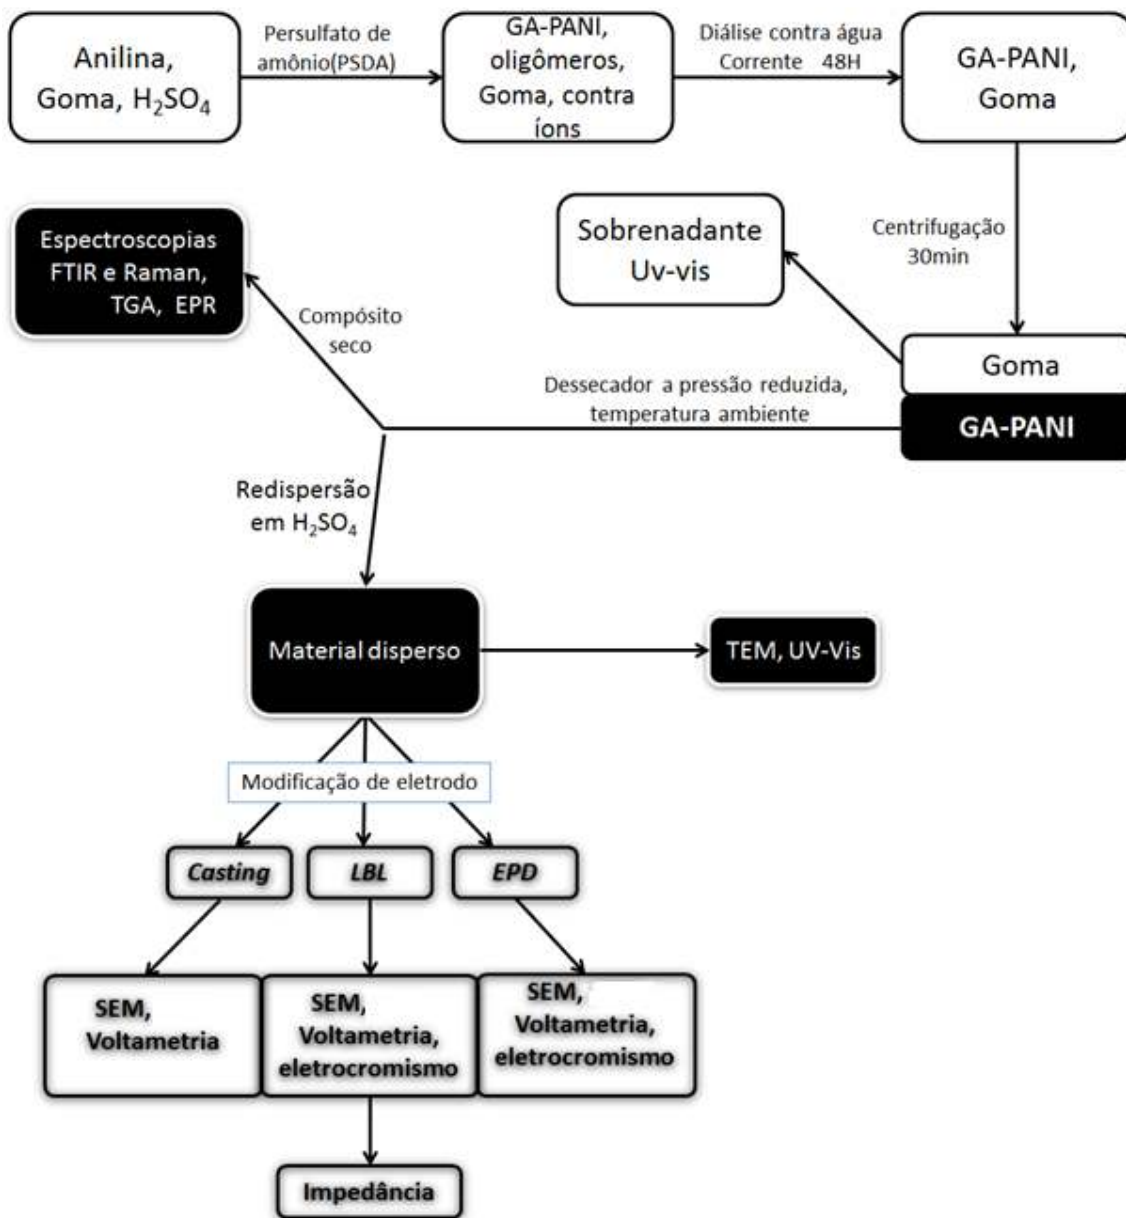 Anilina,
Goma, H₂SO₄
Persulfato de
amônio(PSDA)
GA-PANI,
oligômeros,
Goma, contra
íons
Diálise contra água
Corrente 48H
GA-PANI,
Goma
Centrifugação
30min
Sobrenadante
Uv-vis
Espectroscopias
FTIR e Raman,
TGA, EPR
Compósito
seco
Goma
GA-PANI
Dessecador a pressão reduzida,
temperatura ambiente
Redispersão
em H₂SO₄
Material disperso
TEM, UV-Vis
Modificação de eletrodo
Casting
LBL
EPD
SEM,
Voltametria
SEM,
Voltametria,
eletrocromismo
SEM,
Voltametria,
eletrocromismo
Impedância